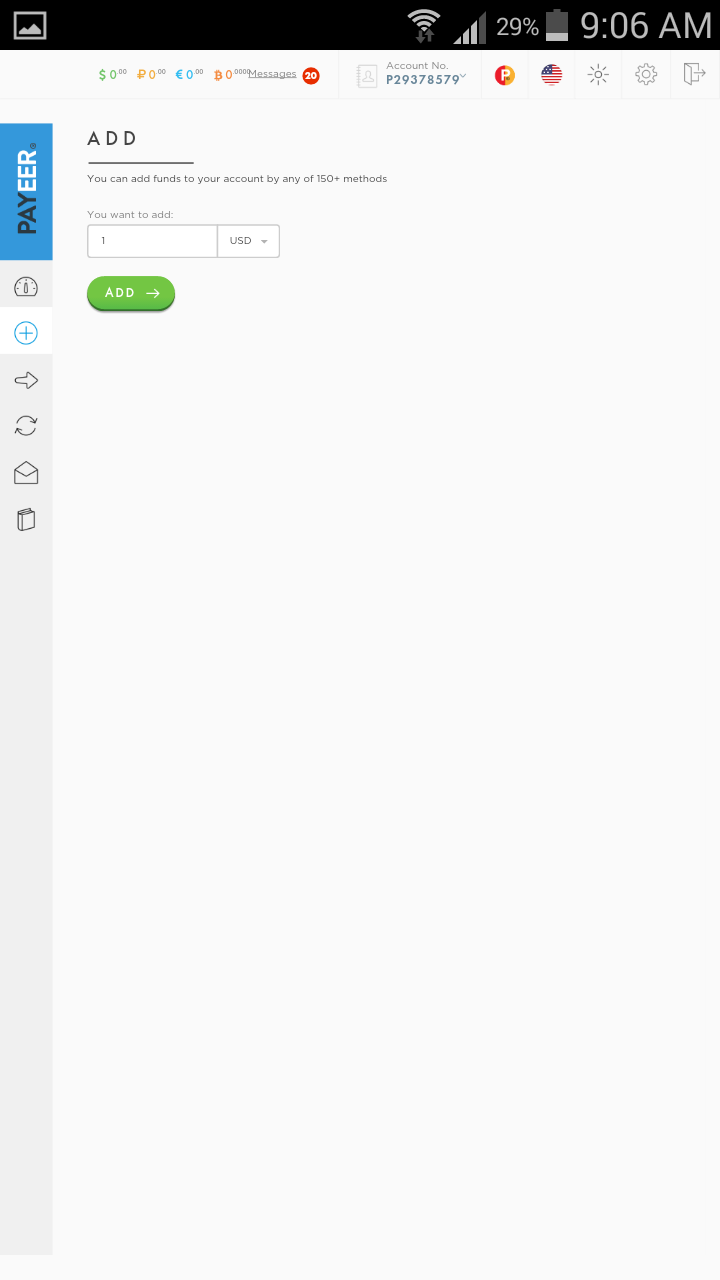 29% 9:06 AM
$ 0.00 ₽ 0.00 € 0.00 ฿ 0.0000 Messages 20
Account No.
P29378579
P
PAYEER®
ADD
You can add funds to your account by any of 150+ methods
You want to add:
1 USD
ADD →